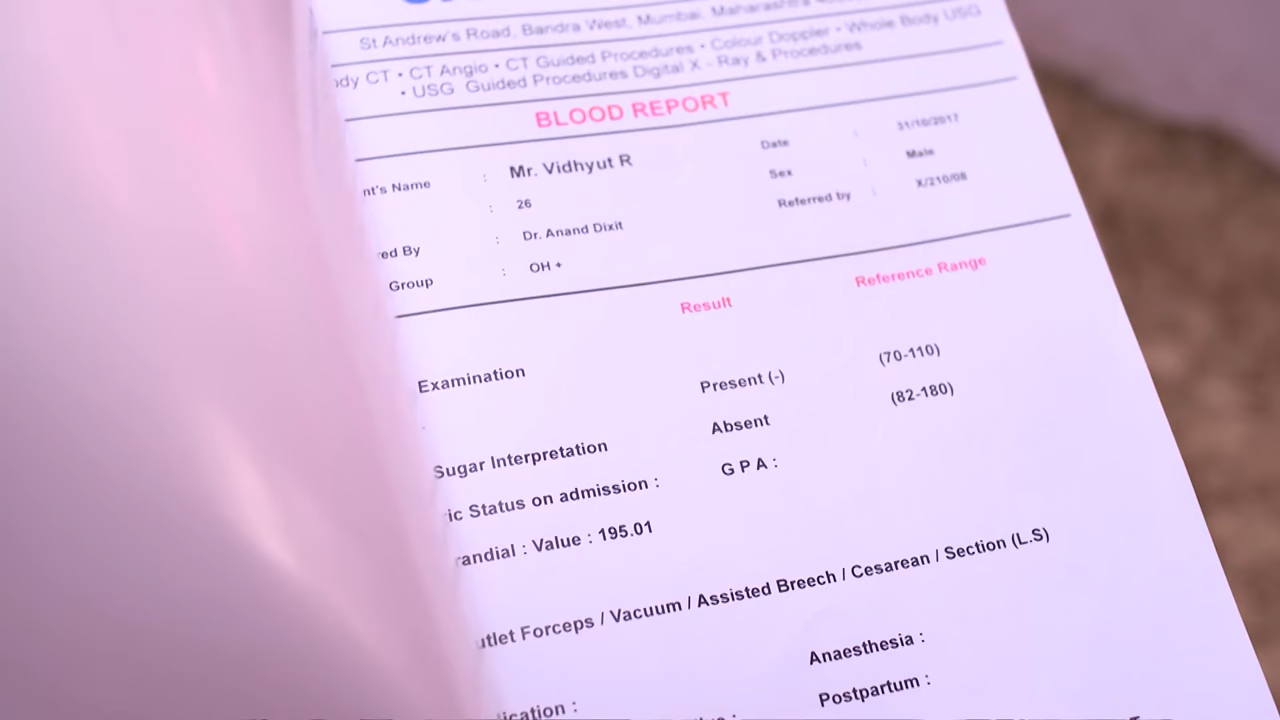 St Andrew's Road, Bandra West, Mumbai, Maharashtra
ody CT • CT Angio • CT Guided Procedures • Colour Doppler • Whole Body USG
• USG Guided Procedures Digital X - Ray & Procedures
BLOOD REPORT
nt's Name : Mr. Vidhyut R Date : 31/10/2017
: 26 Sex : Male
red By : Dr. Anand Dixit Referred by : X/210/08
Group : OH +
Result Reference Range
Examination Present (-) (70-110)
Absent (82-180)
Sugar Interpretation G P A :
ic Status on admission :
randial : Value : 195.01
utlet Forceps / Vacuum / Assisted Breech / Cesarean / Section (L.S)
Anaesthesia :
ication : Postpartum :